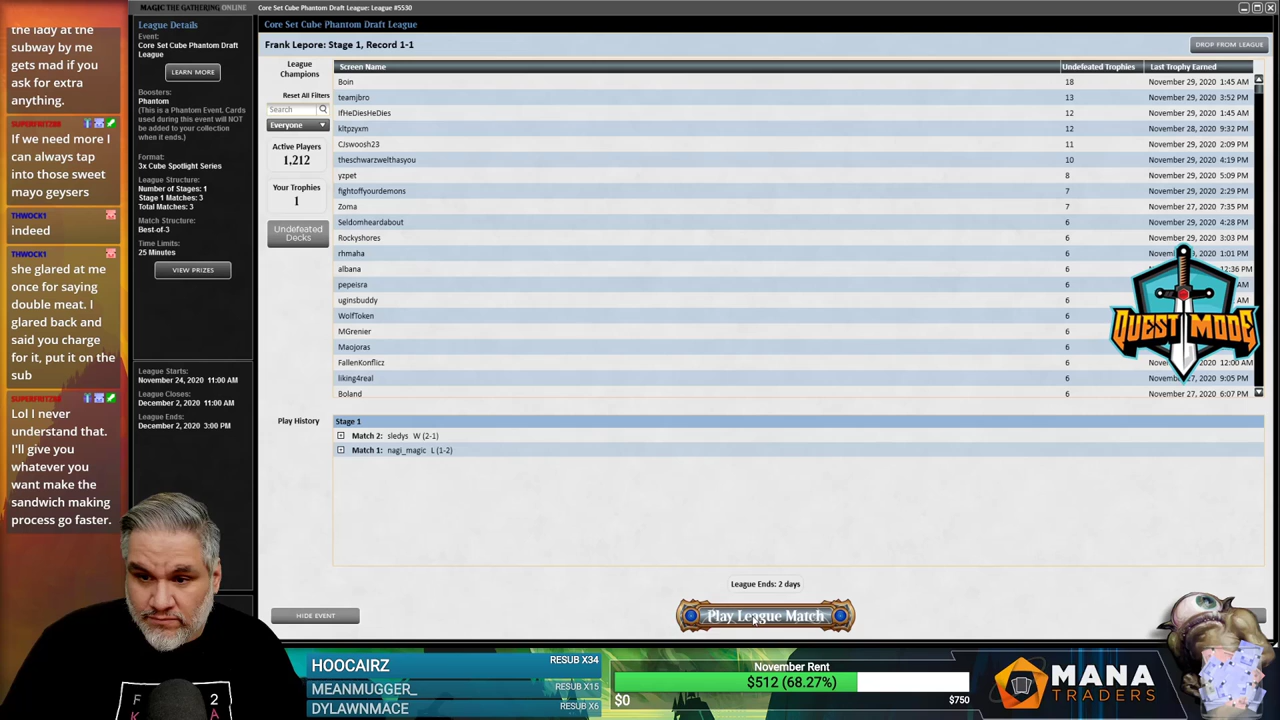 MAGIC THE GATHERING ONLINE
Core Set Cube Phantom Draft League: League #5530
League Details
Event:
Core Set Cube Phantom Draft
League
LEARN MORE
Boosters:
Phantom
(This is a Phantom Event. Cards
used during this event will NOT
be added to your collection
when it ends.)
Format:
3x Cube Spotlight Series
League Structure:
Number of Stages: 1
Stage 1 Matches: 3
Total Matches: 3
Match Structure:
Best-of-3
Time Limits:
25 Minutes
VIEW PRIZES
League Starts:
November 24, 2020 11:00 AM
League Closes:
December 2, 2020 11:00 AM
League Ends:
December 2, 2020 3:00 PM
Core Set Cube Phantom Draft League
Frank Lepore: Stage 1, Record 1-1
DROP FROM LEAGUE
League
Champions
Reset All Filters
Search
Everyone
Active Players
1,212
Your Trophies
1
Undefeated
Decks
Screen Name Undefeated Trophies Last Trophy Earned
Boin 18 November 29, 2020 1:45 AM
teamjbro 13 November 29, 2020 3:52 PM
IfHeDiesHeDies 12 November 29, 2020 1:45 AM
kltpzyxm 12 November 28, 2020 9:32 PM
CJswoosh23 11 November 29, 2020 2:09 PM
theschwarzwelthasyou 10 November 29, 2020 4:19 PM
yzpet 8 November 29, 2020 5:09 PM
fightoffyourdemons 7 November 29, 2020 2:29 PM
Zoma 7 November 27, 2020 7:35 PM
Seldomheardabout 6 November 29, 2020 4:28 PM
Rockyshores 6 November 29, 2020 3:03 PM
rhmaha 6 2020 1:01 PM
albana 6 12:36 PM
pepeisra 6 AM
uginsbuddy 6 AM
WolfToken 6
MGrenier 6
Maojoras 6
FallenKonflicz 6 2020 12:00 AM
liking4real 6 2020 9:05 PM
Boland 6 November 27, 2020 6:07 PM
QUEST MODE
Play History
Stage 1
Match 2: sledys W (2-1)
Match 1: nagi_magic L (1-2)
League Ends: 2 days
HIDE EVENT
Play League Match
the lady at the
subway by me
gets mad if you
ask for extra
anything.
If we need more I
can always tap
into those sweet
mayo geysers
THWOCK1
indeed
THWOCK1
she glared at me
once for saying
double meat. I
glared back and
said you charge
for it, put it on the
sub
Lol I never
understand that.
I'll give you
whatever you
want make the
sandwich making
process go faster.
HOOCAIRZ RESUB X34
MEANMUGGER_ RESUB X15
DYLAWNMACE RESUB X6
November Rent
$512 (68.27%)
$0 $750
MANA
TRADERS